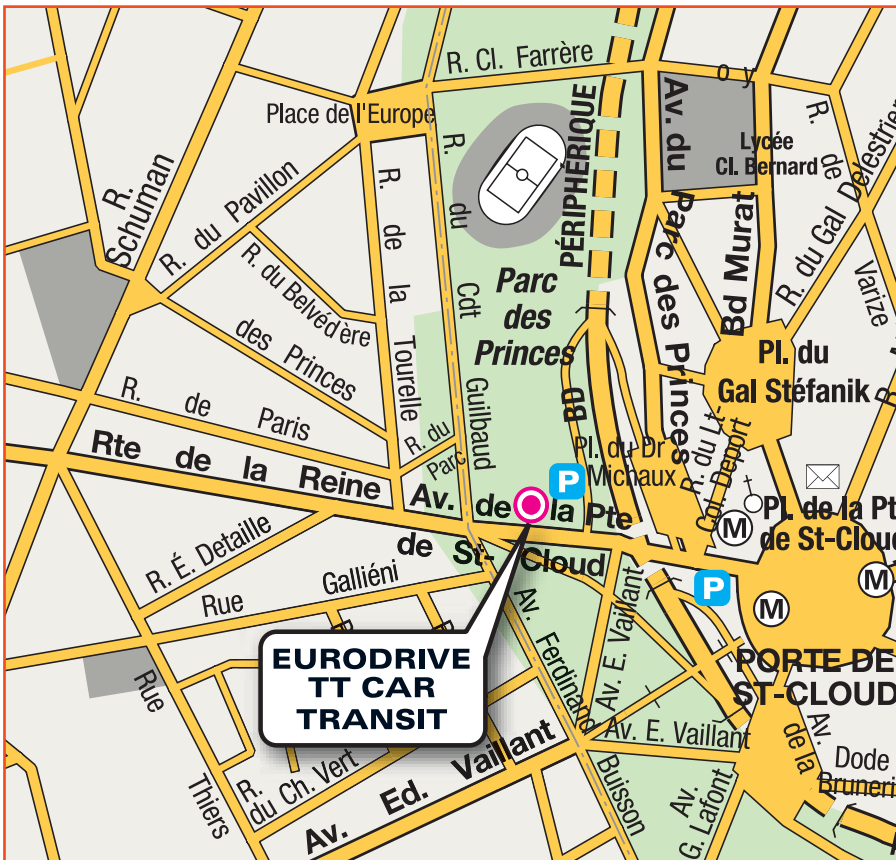 R. Cl. Farrère
o y
Place de l'Europe
PÉRIPHÉRIQUE
Av. du Parc des Princes
Lycée
Cl. Bernard
R. de
Varize
R. du Gal Délestrier
R.
Schuman
R. du Pavillon
R. de la Tourelle
R. du Cdt Guilbaud
Bd Murat
R. du Belvéd'ère
des Princes
Parc
des
Princes
Pl. du
Gal Stéfanik
R.
R. de Paris
BD
R. du
Parc
Pl. du Dr
Michaux
R. du Lt-
Col. Deport
Rte de la Reine
Av. de la Pte
de St-Cloud
P
M
Pl. de la Pt
de St-Cloud
R. É. Detaille
Rue Galliéni
P
M
M
Av. E. Vaillant
Av. Ferdinand Buisson
EURODRIVE
TT CAR
TRANSIT
PORTE DE
ST-CLOUD
Rue Thiers
Av. E. Vaillant
Av.
de la
Dode
Bruneri
R.
du Ch. Vert
Av. Ed. Vaillant
Av.
G. Lafont